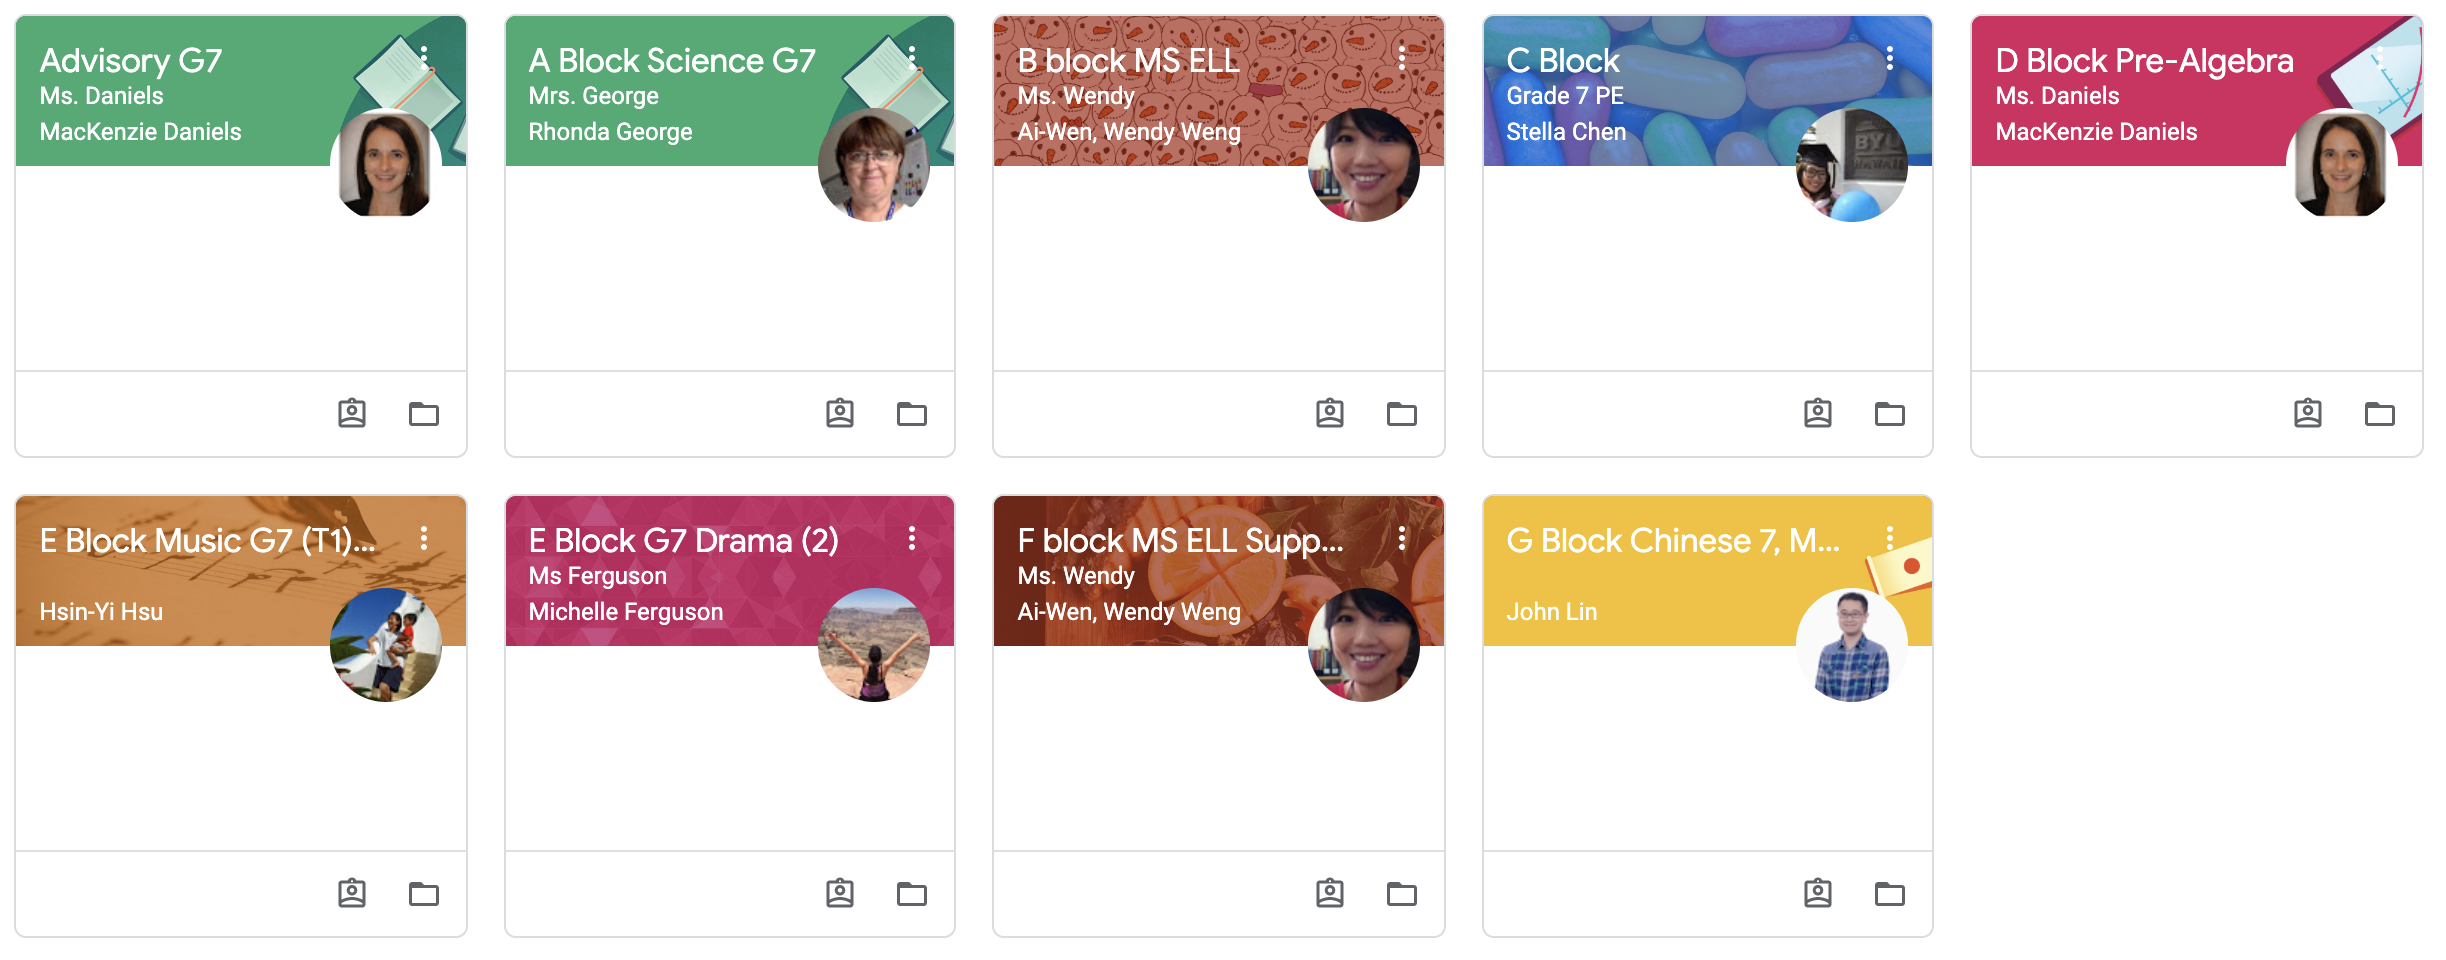 Advisory G7
Ms. Daniels
MacKenzie Daniels
A Block Science G7
Mrs. George
Rhonda George
B block MS ELL
Ms. Wendy
Ai-Wen, Wendy Weng
C Block
Grade 7 PE
Stella Chen
BYU
HAWAII
D Block Pre-Algebra
Ms. Daniels
MacKenzie Daniels
E Block Music G7 (T1)...
Hsin-Yi Hsu
E Block G7 Drama (2)
Ms Ferguson
Michelle Ferguson
F block MS ELL Supp...
Ms. Wendy
Ai-Wen, Wendy Weng
G Block Chinese 7, M...
John Lin